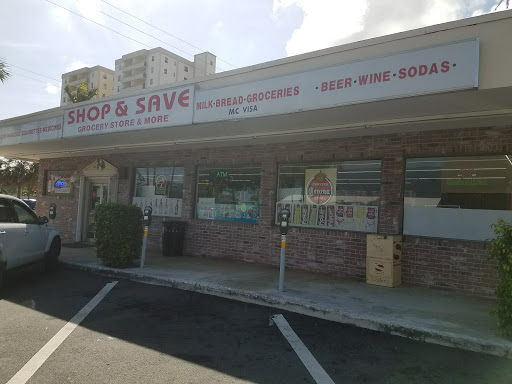 SHOP & SAVE
GROCERY STORE & MORE
MILK-BREAD-GROCERIES
MC VISA
·BEER·WINE·SODAS·
ATM